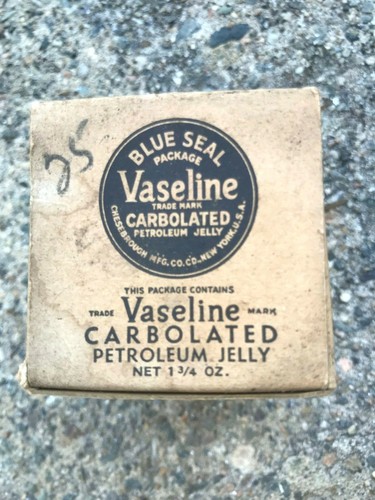 25
BLUE SEAL
PACKAGE
Vaseline
TRADE MARK
CARBOLATED
PETROLEUM JELLY
CHESEBROUGH MFG. CO. CD., NEW YORK, U.S.A.
THIS PACKAGE CONTAINS
TRADE Vaseline MARK
CARBOLATED
PETROLEUM JELLY
NET 1 3/4 OZ.